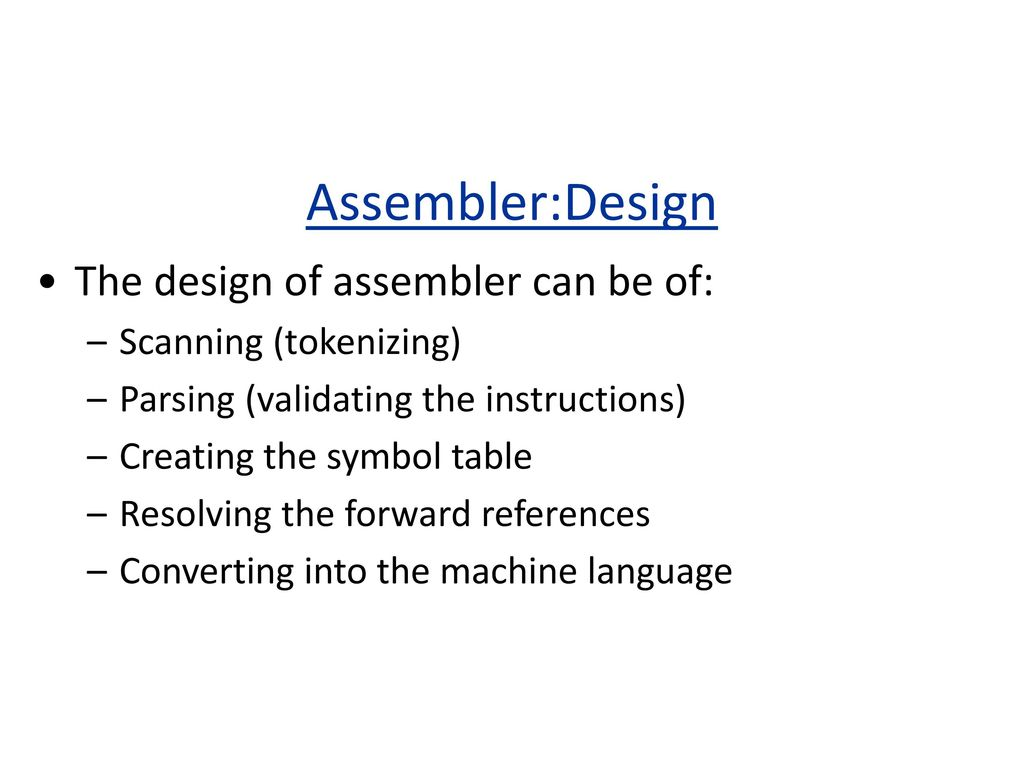 Assembler:Design
• The design of assembler can be of:
– Scanning (tokenizing)
– Parsing (validating the instructions)
– Creating the symbol table
– Resolving the forward references
– Converting into the machine language